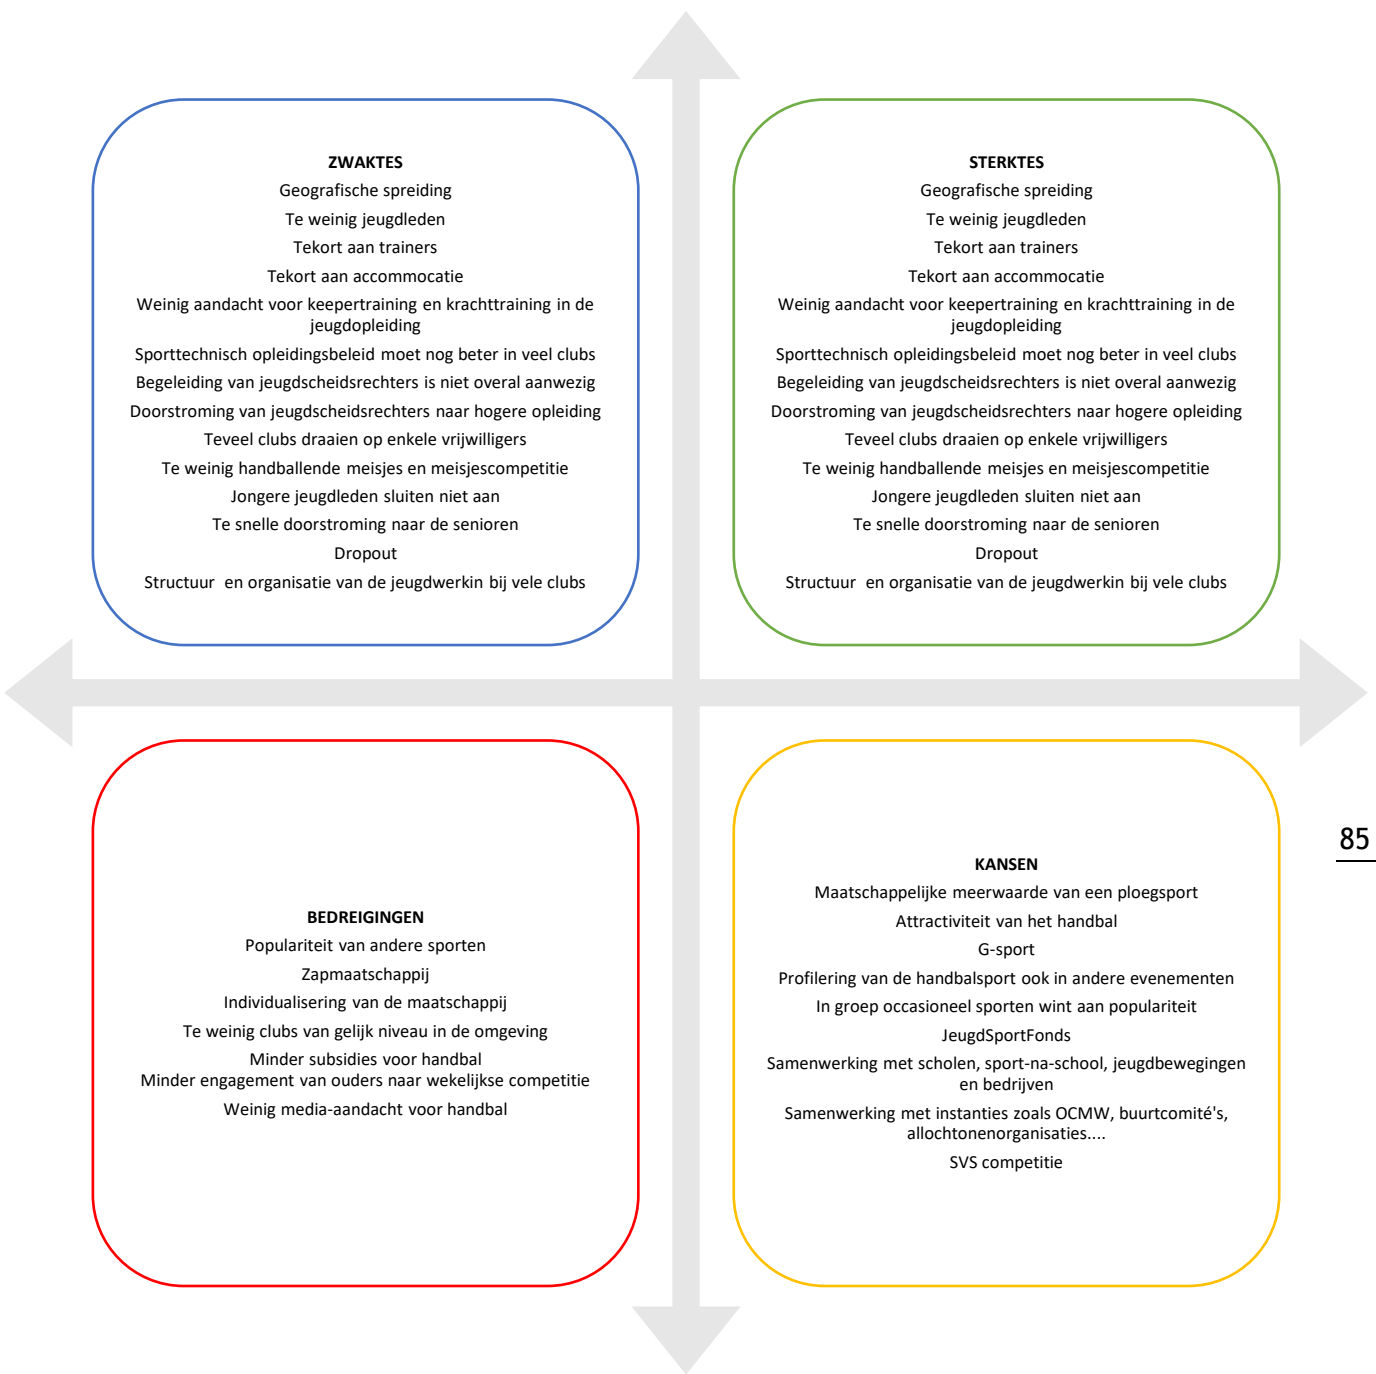 ZWAKTES
Geografische spreiding
Te weinig jeugdleden
Tekort aan trainers
Tekort aan accommocatie
Weinig aandacht voor keepertraining en krachttraining in de
jeugdopleiding
Sporttechnisch opleidingsbeleid moet nog beter in veel clubs
Begeleiding van jeugdscheidsrechters is niet overal aanwezig
Doorstroming van jeugdscheidsrechters naar hogere opleiding
Teveel clubs draaien op enkele vrijwilligers
Te weinig handballende meisjes en meisjescompetitie
Jongere jeugdleden sluiten niet aan
Te snelle doorstroming naar de senioren
Dropout
Structuur  en organisatie van de jeugdwerkin bij vele clubs
STERKTES
Geografische spreiding
Te weinig jeugdleden
Tekort aan trainers
Tekort aan accommocatie
Weinig aandacht voor keepertraining en krachttraining in de
jeugdopleiding
Sporttechnisch opleidingsbeleid moet nog beter in veel clubs
Begeleiding van jeugdscheidsrechters is niet overal aanwezig
Doorstroming van jeugdscheidsrechters naar hogere opleiding
Teveel clubs draaien op enkele vrijwilligers
Te weinig handballende meisjes en meisjescompetitie
Jongere jeugdleden sluiten niet aan
Te snelle doorstroming naar de senioren
Dropout
Structuur  en organisatie van de jeugdwerkin bij vele clubs
BEDREIGINGEN
Populariteit van andere sporten
Zapmaatschappij
Individualisering van de maatschappij
Te weinig clubs van gelijk niveau in de omgeving
Minder subsidies voor handbal
Minder engagement van ouders naar wekelijkse competitie
Weinig media-aandacht voor handbal
KANSEN
Maatschappelijke meerwaarde van een ploegsport
Attractiviteit van het handbal
G-sport
Profilering van de handbalsport ook in andere evenementen
In groep occasioneel sporten wint aan populariteit
JeugdSportFonds
Samenwerking met scholen, sport-na-school, jeugdbewegingen
en bedrijven
Samenwerking met instanties zoals OCMW, buurtcomité's,
allochtonenorganisaties....
SVS competitie
85